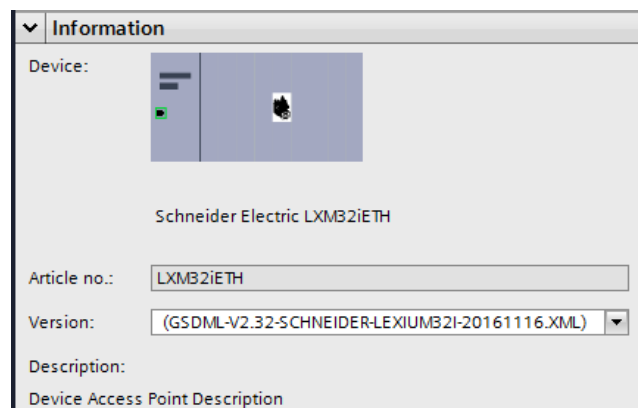 Information
Device:
Schneider Electric LXM32iETH
Article no.: LXM32iETH
Version: (GSDML-V2.32-SCHNEIDER-LEXIUM32I-20161116.XML)
Description:
Device Access Point Description